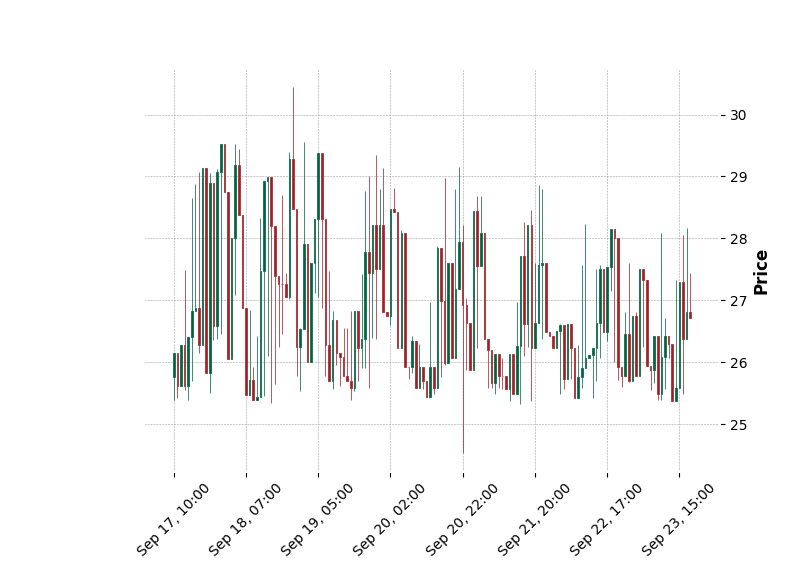 30
29
28
27
26
25
Price
Sep 17, 10:00
Sep 18, 07:00
Sep 19, 05:00
Sep 20, 02:00
Sep 20, 22:00
Sep 21, 20:00
Sep 22, 17:00
Sep 23, 15:00